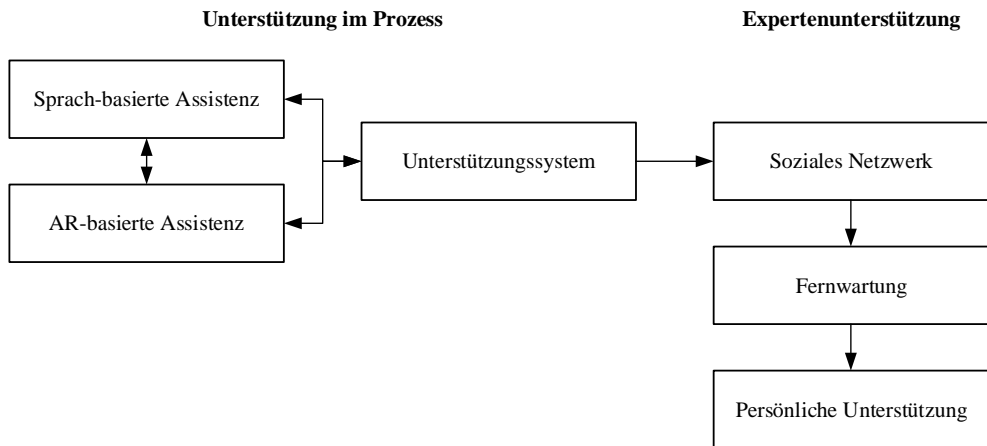 Unterstützung im Prozess
Expertenunterstützung
Sprach-basierte Assistenz
AR-basierte Assistenz
Unterstützungssystem
Soziales Netzwerk
Fernwartung
Persönliche Unterstützung